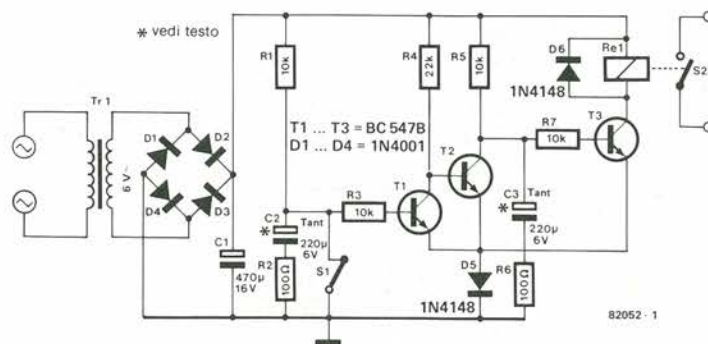 * vedi testo
R1
10k
R4
22k
R5
10k
D6
1N4148
Re1
S2
Tr 1
6 V~
D1
D2
D4
D3
T1 ... T3 = BC 547B
D1 ... D4 = 1N4001
T2
R7
10k
T3
R3
10k
T1
C1
470µ
16V
*
C2
Tant
220µ
6V
R2
100Ω
S1
D5
1N4148
*
C3
Tant
220µ
6V
R6
100Ω
82052 - 1